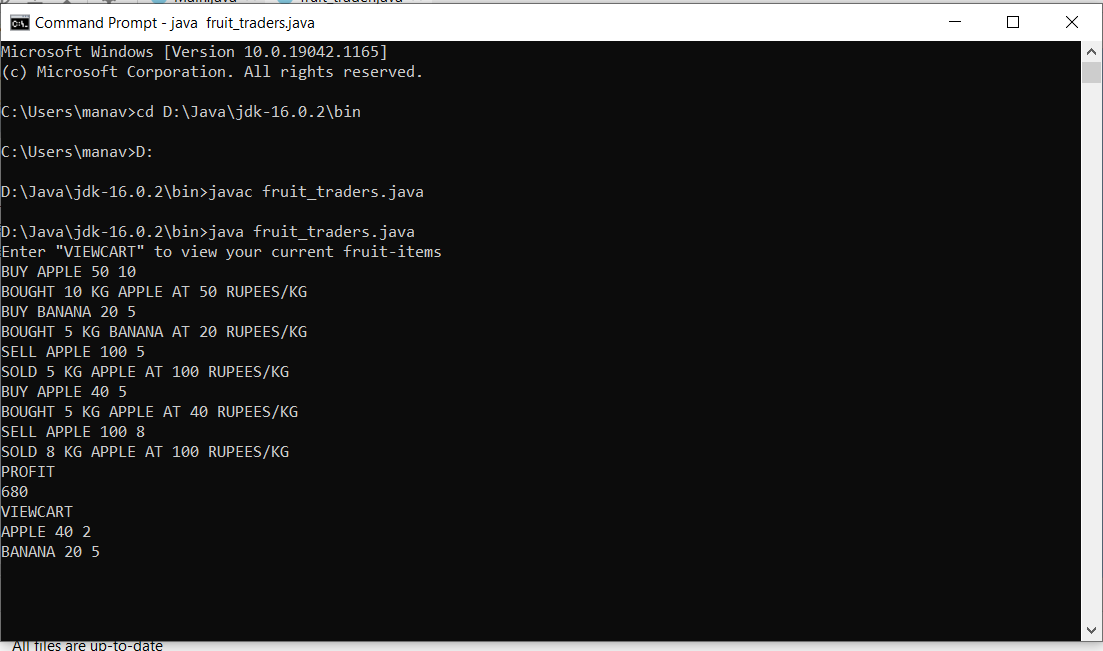 Main.java fruit_trader.java
Command Prompt - java  fruit_traders.java
Microsoft Windows [Version 10.0.19042.1165]
(c) Microsoft Corporation. All rights reserved.
C:\Users\manav>cd D:\Java\jdk-16.0.2\bin
C:\Users\manav>D:
D:\Java\jdk-16.0.2\bin>javac fruit_traders.java
D:\Java\jdk-16.0.2\bin>java fruit_traders.java
Enter "VIEWCART" to view your current fruit-items
BUY APPLE 50 10
BOUGHT 10 KG APPLE AT 50 RUPEES/KG
BUY BANANA 20 5
BOUGHT 5 KG BANANA AT 20 RUPEES/KG
SELL APPLE 100 5
SOLD 5 KG APPLE AT 100 RUPEES/KG
BUY APPLE 40 5
BOUGHT 5 KG APPLE AT 40 RUPEES/KG
SELL APPLE 100 8
SOLD 8 KG APPLE AT 100 RUPEES/KG
PROFIT
680
VIEWCART
APPLE 40 2
BANANA 20 5
All files are up-to-date